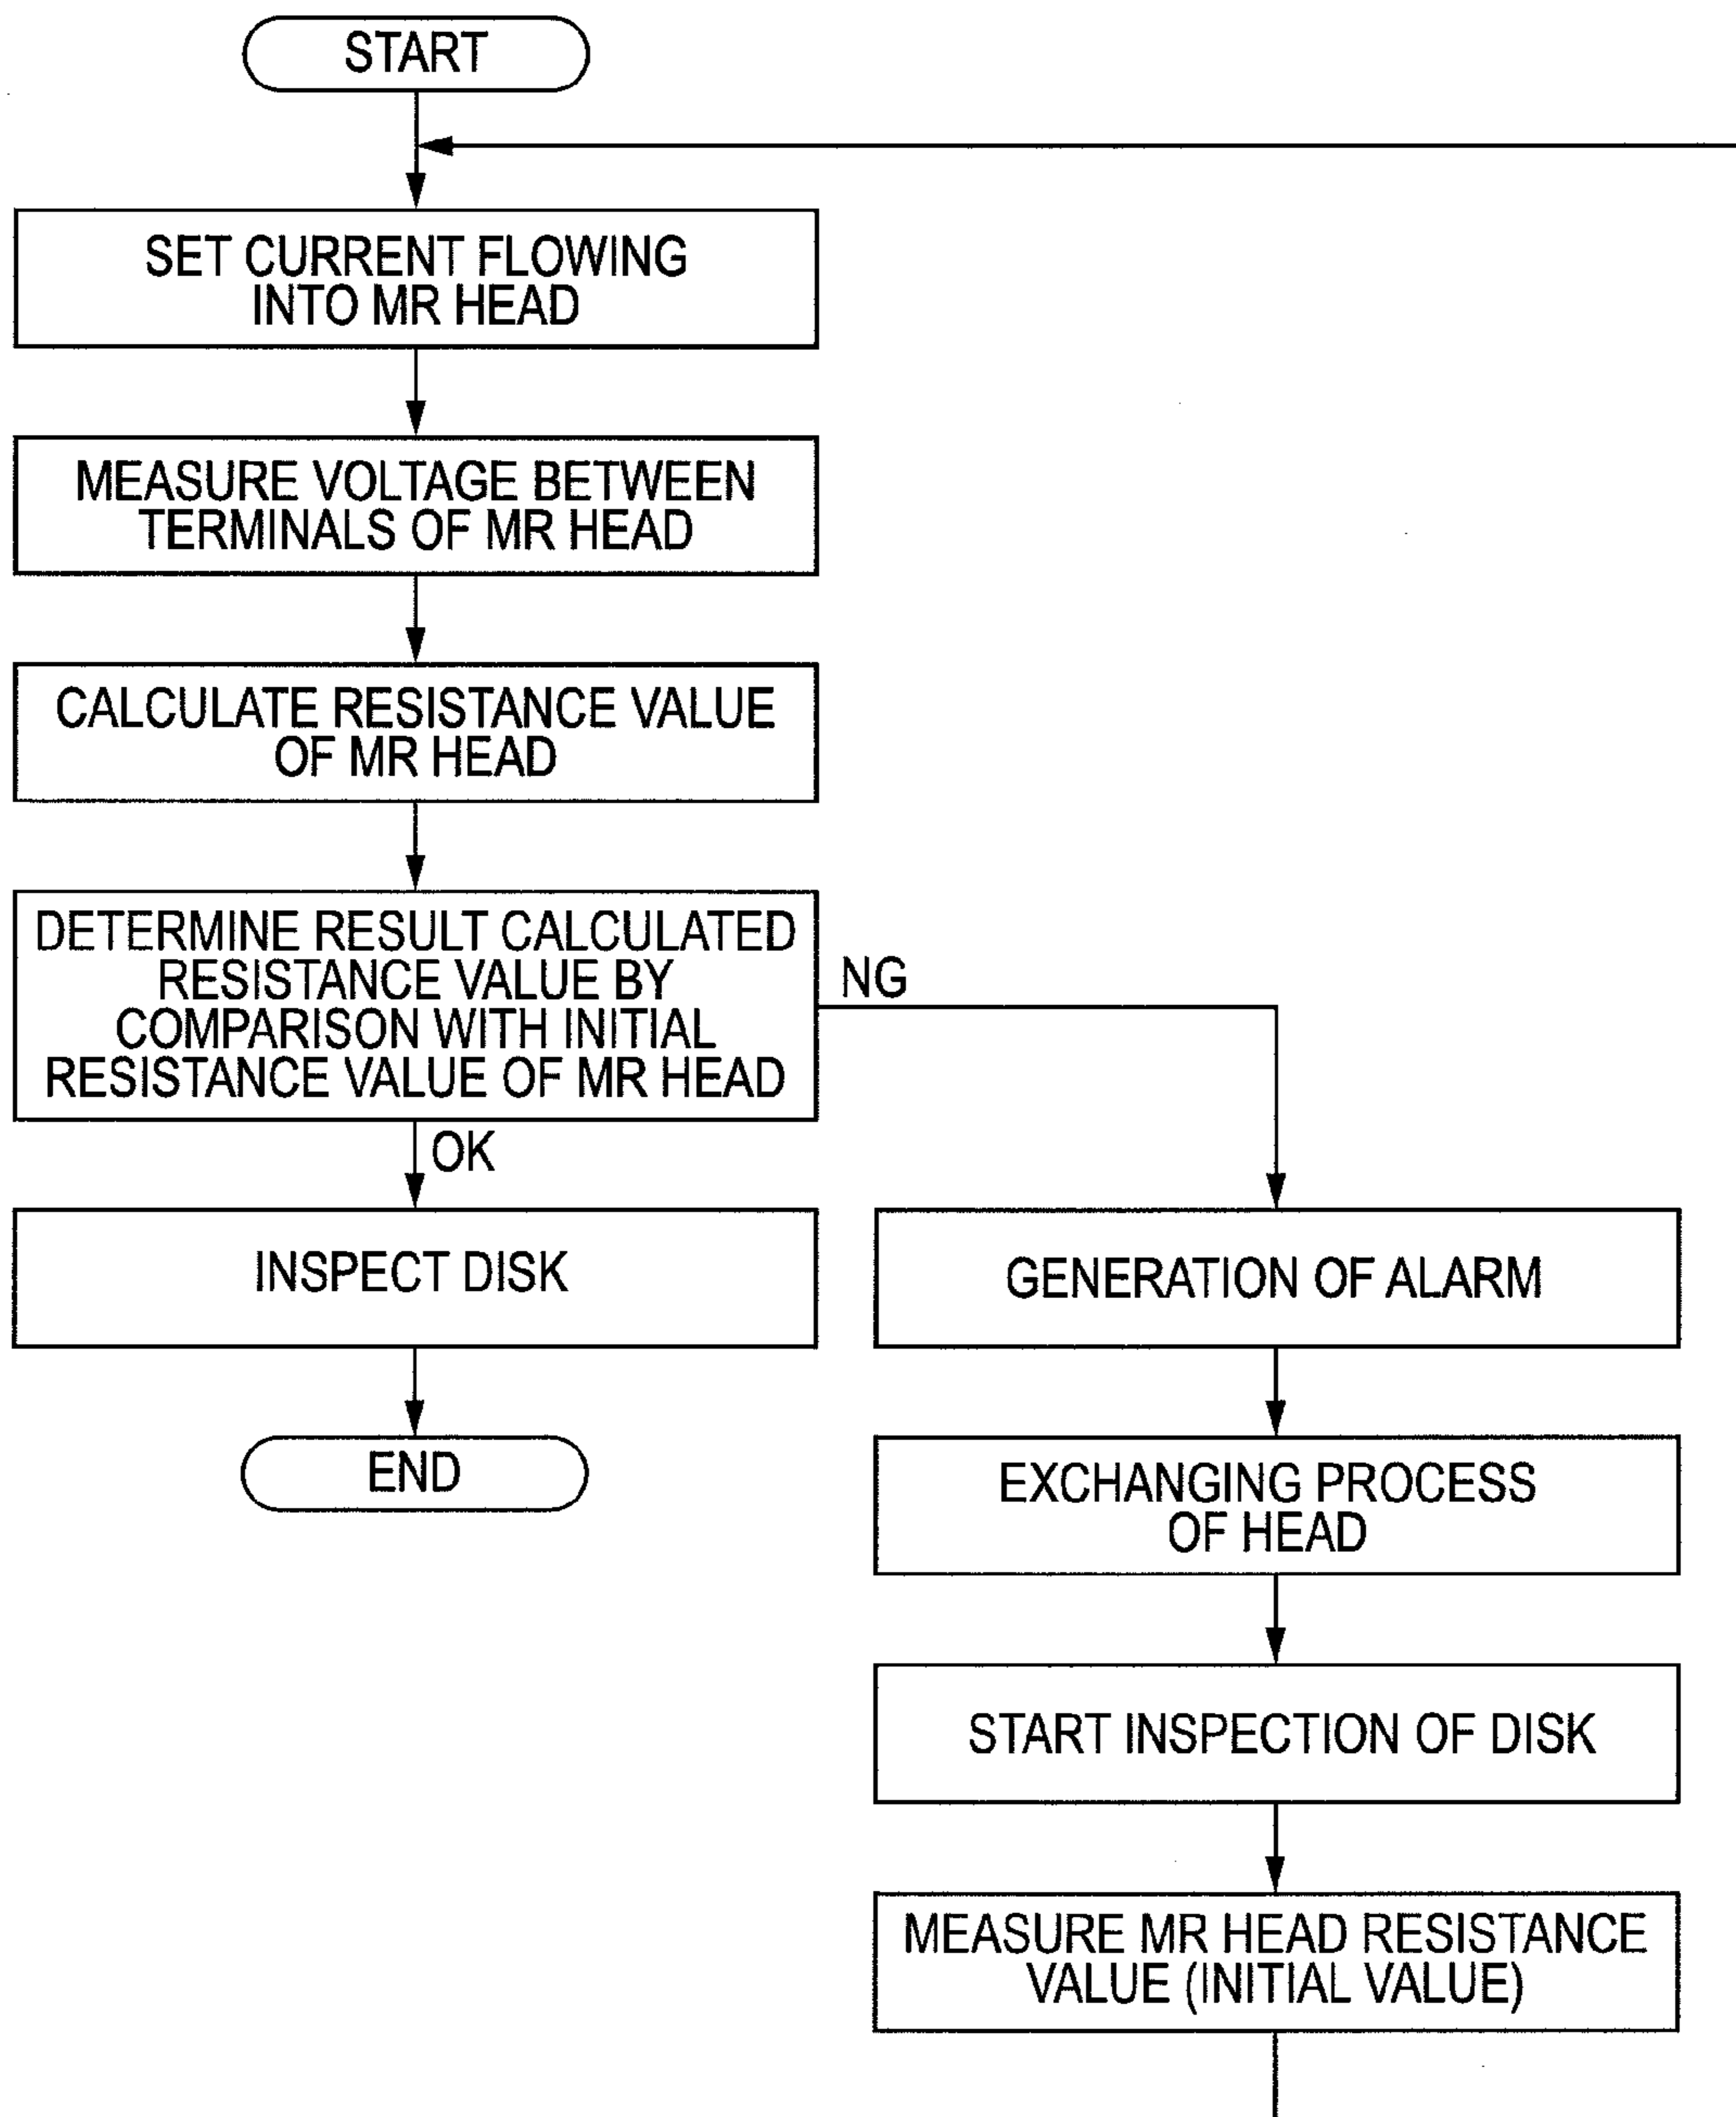 START
SET CURRENT FLOWING
INTO MR HEAD
MEASURE VOLTAGE BETWEEN
TERMINALS OF MR HEAD
CALCULATE RESISTANCE VALUE
OF MR HEAD
DETERMINE RESULT CALCULATED
RESISTANCE VALUE BY
COMPARISON WITH INITIAL
RESISTANCE VALUE OF MR HEAD
NG
OK
INSPECT DISK
END
GENERATION OF ALARM
EXCHANGING PROCESS
OF HEAD
START INSPECTION OF DISK
MEASURE MR HEAD RESISTANCE
VALUE (INITIAL VALUE)